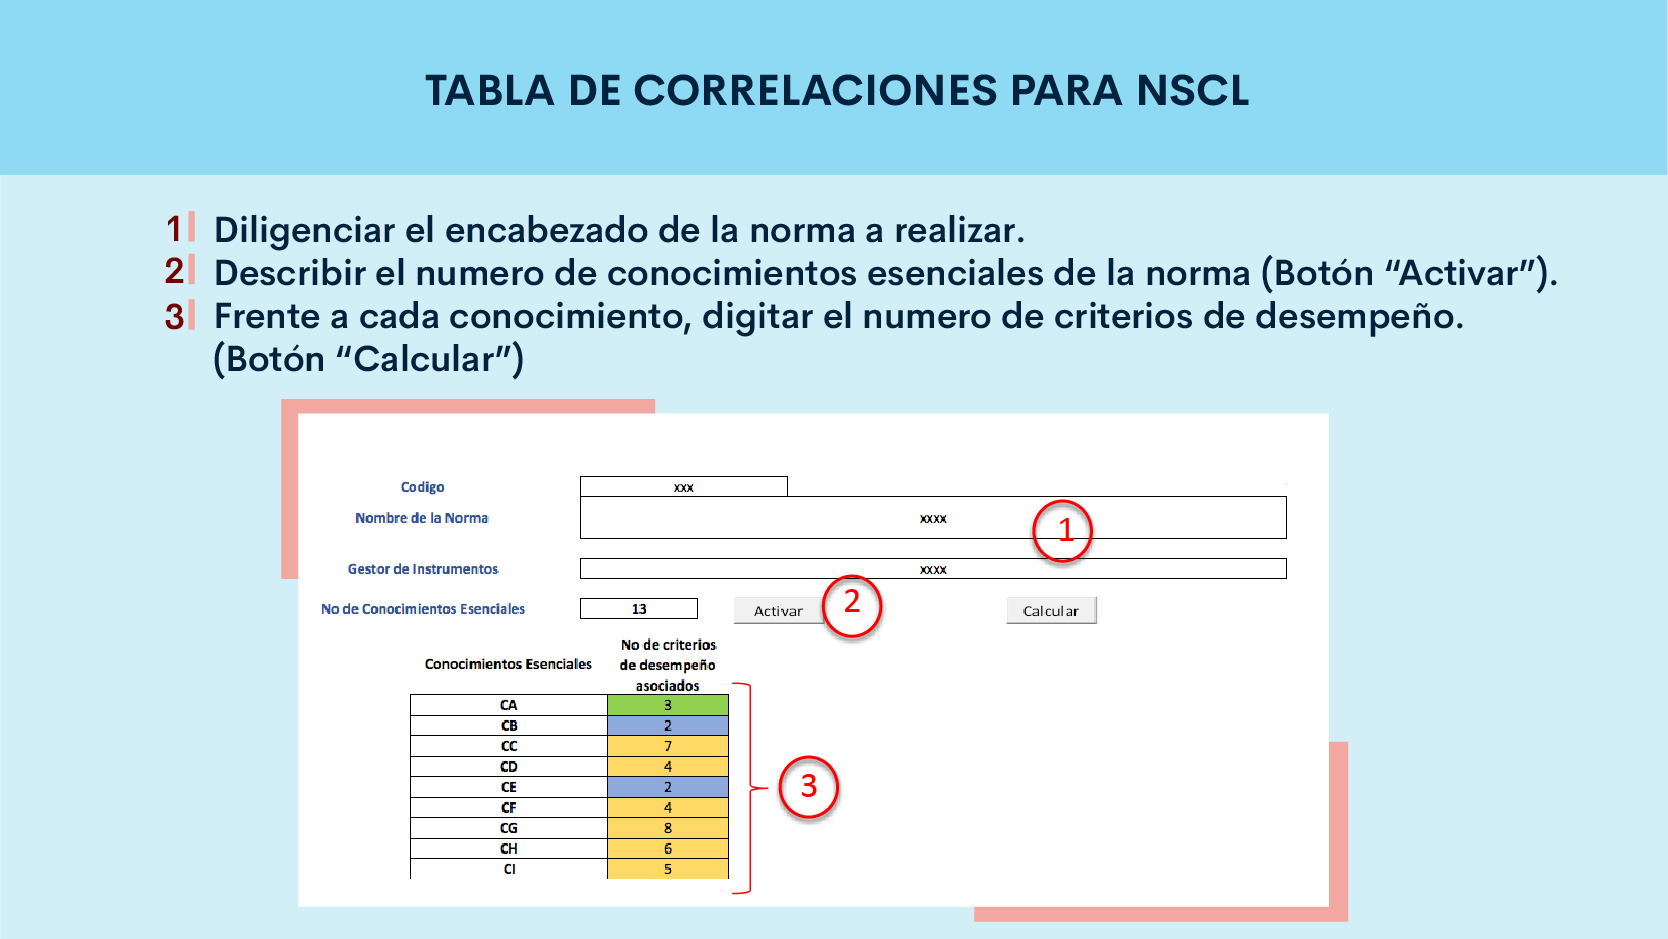 TABLA DE CORRELACIONES PARA NSCL
1 Diligenciar el encabezado de la norma a realizar.
2 Describir el numero de conocimientos esenciales de la norma (Botón “Activar”).
3 Frente a cada conocimiento, digitar el numero de criterios de desempeño.
(Botón “Calcular”)
Codigo xxx
Nombre de la Norma xxxx 1
Gestor de Instrumentos xxxx
No de Conocimientos Esenciales 13 Activar 2 Calcular
Conocimientos Esenciales
No de criterios
de desempeño
asociados
CA 3
CB 2
CC 7
CD 4
CE 2
3
CF 4
CG 8
CH 6
CI 5